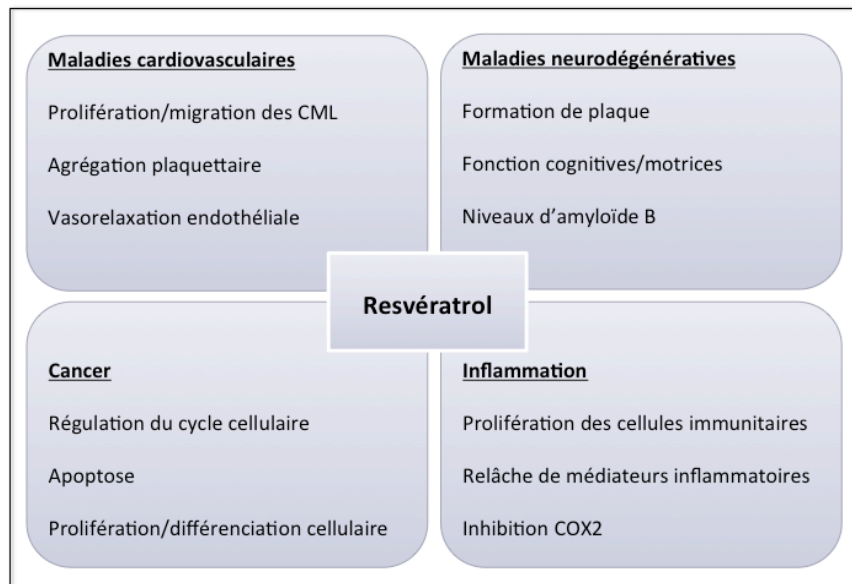 Maladies cardiovasculaires
Prolifération/migration des CML
Agrégation plaquettaire
Vasorelaxation endothéliale
Maladies neurodégénératives
Formation de plaque
Fonction cognitives/motrices
Niveaux d’amyloïde B
Resvératrol
Cancer
Régulation du cycle cellulaire
Apoptose
Prolifération/différenciation cellulaire
Inflammation
Prolifération des cellules immunitaires
Relâche de médiateurs inflammatoires
Inhibition COX2